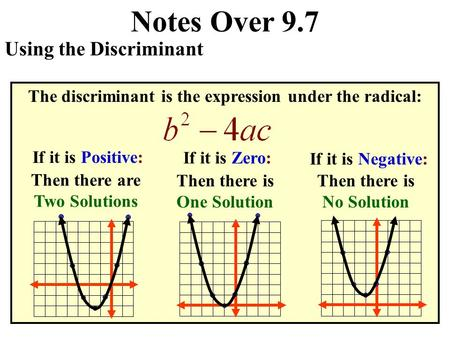 Notes Over 9.7
Using the Discriminant
The discriminant is the expression under the radical:
b² − 4ac
If it is Positive:
Then there are
Two Solutions
If it is Zero:
Then there is
One Solution
If it is Negative:
Then there is
No Solution